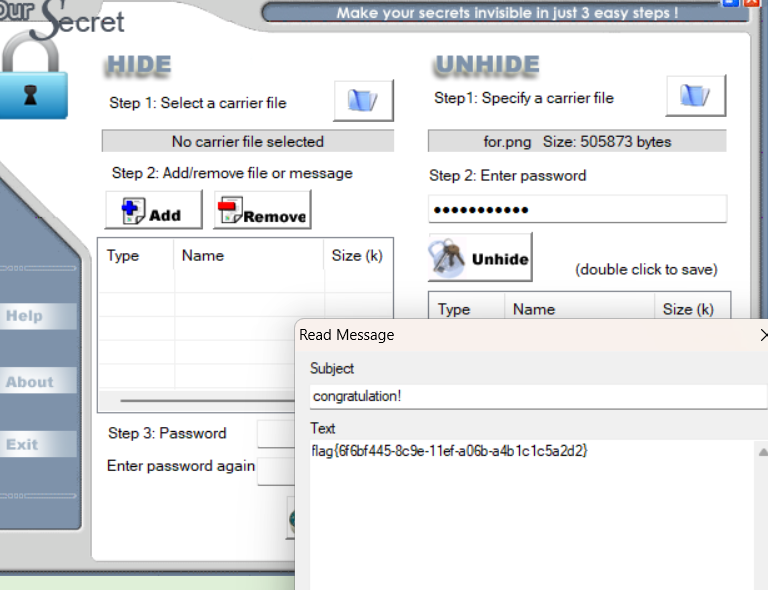 Our Secret
Make your secrets invisible in just 3 easy steps !
HIDE
Step 1: Select a carrier file
No carrier file selected
Step 2: Add/remove file or message
Add
Remove
Type Name Size (k)
Step 3: Password
Enter password again
UNHIDE
Step1: Specify a carrier file
for.png Size: 505873 bytes
Step 2: Enter password
Unhide
(double click to save)
Type Name Size (k)
Help
About
Exit
Read Message
Subject
congratulation!
Text
flag{6f6bf445-8c9e-11ef-a06b-a4b1c1c5a2d2}